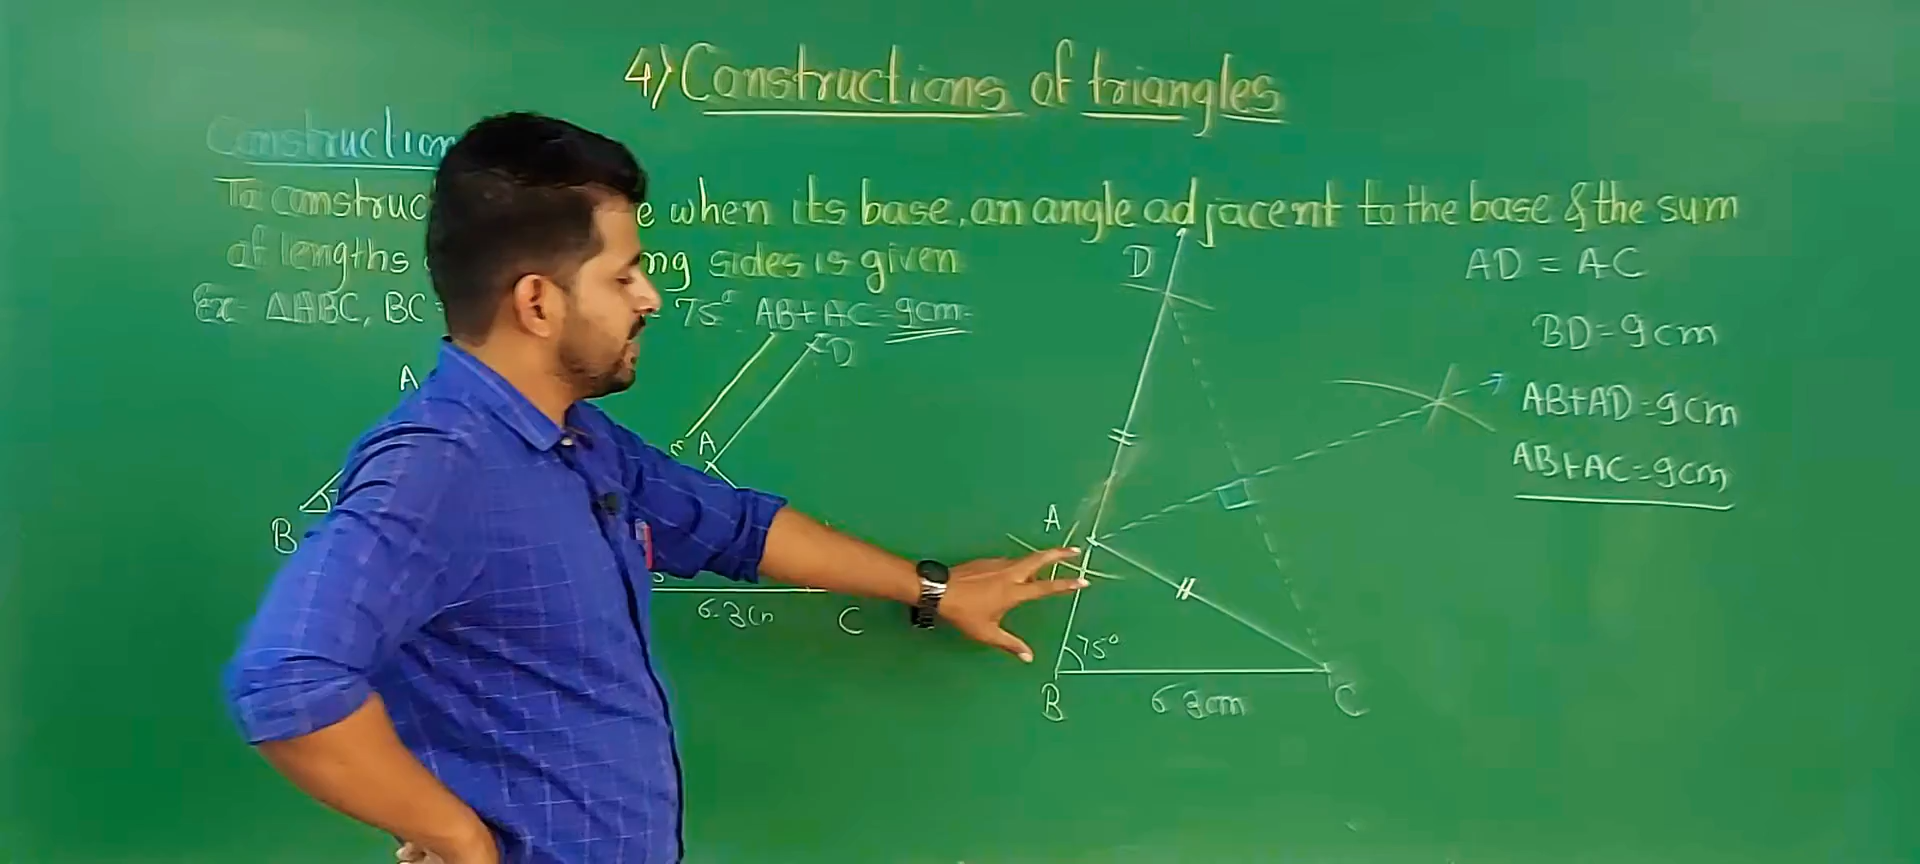 4) Constructions of triangles
Construction
To construc e when its base, an angle adjacent to the base & the sum
of lengths ng sides is given
Ex- ΔABC, BC = 75° AB+AC=9cm-
A
B
D
A
6.3cm
C
D
A
75°
B
6.3cm
C
AD = AC
BD=9cm
AB+AD=9cm
AB+AC=9cm